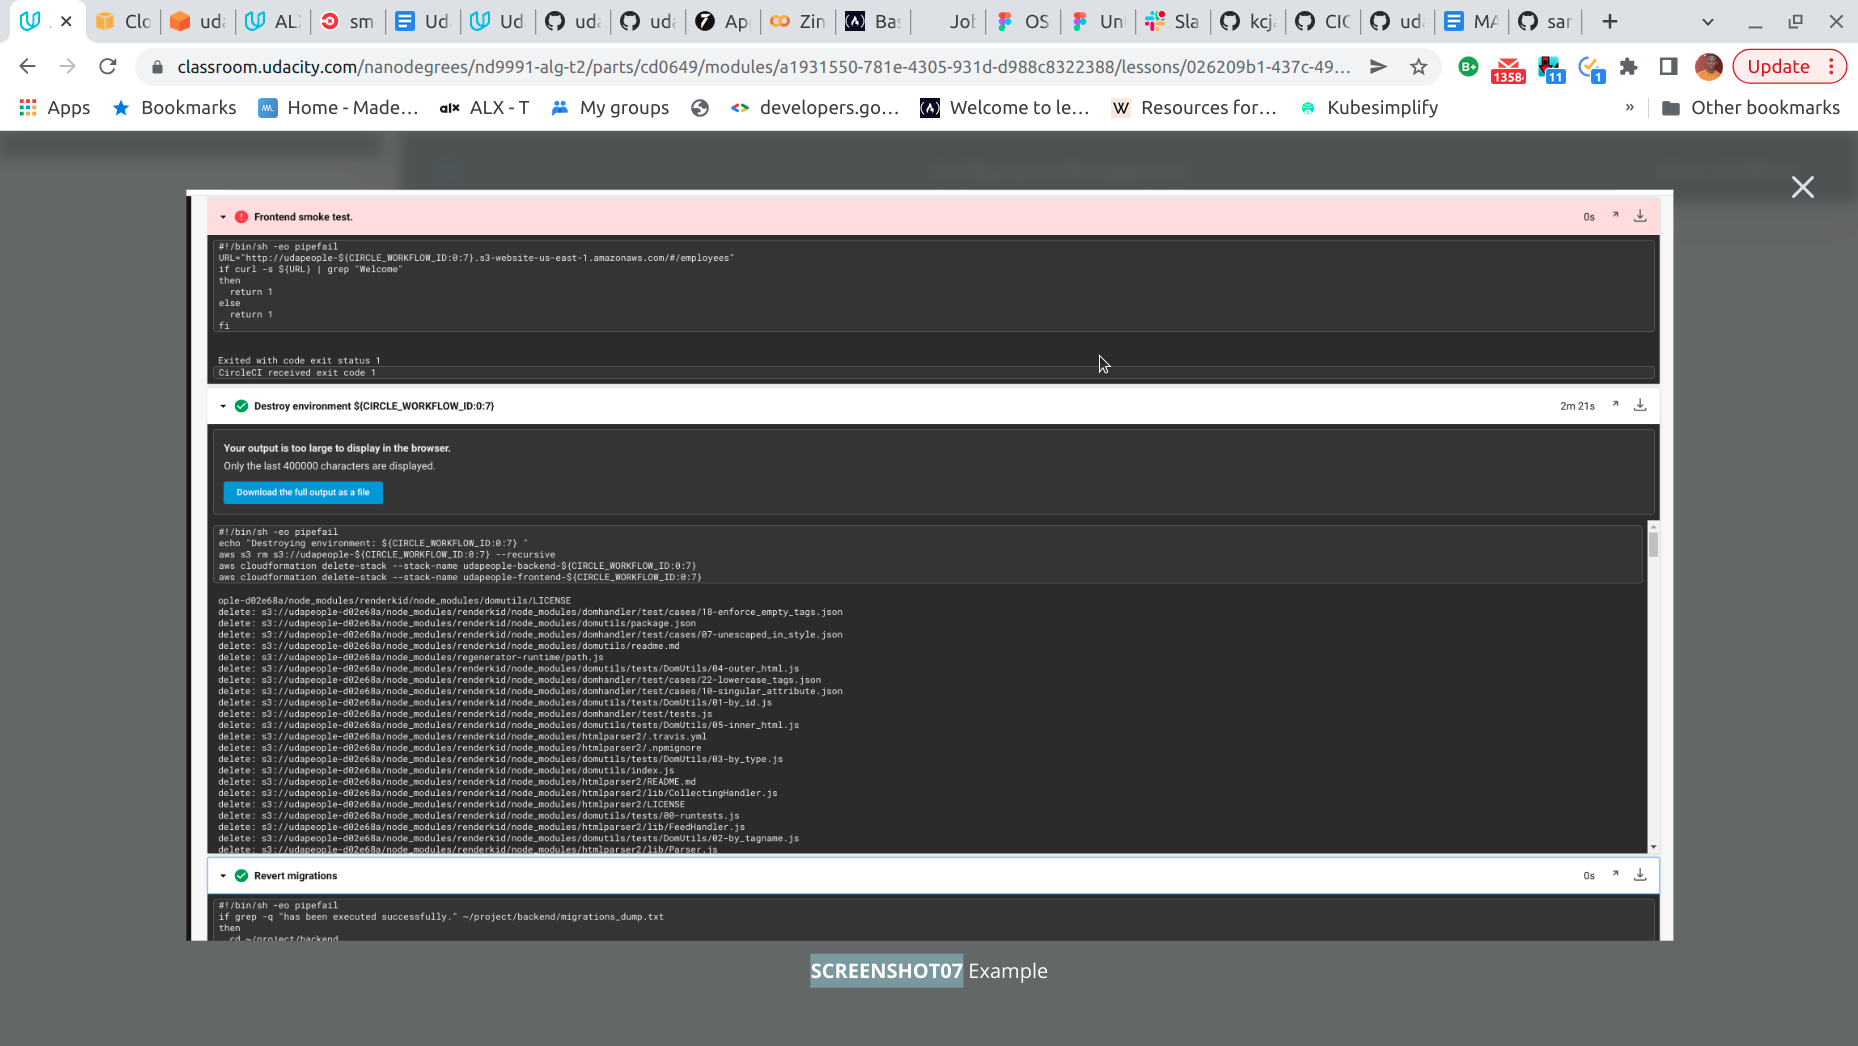 Clo
uda
AL
sm
Ud
Ud
uda
uda
Ap
Zin
Bas
Job
OS
Un
Sla
kcja
CIC
uda
MA
sar
classroom.udacity.com/nanodegrees/nd9991-alg-t2/parts/cd0649/modules/a1931550-781e-4305-931d-d988c8322388/lessons/026209b1-437c-49...
B+
1358
11
1
Update
Apps
Bookmarks
Home - Made...
alx
ALX - T
My groups
developers.go...
Welcome to le...
W
Resources for...
Kubesimplify
»
Other bookmarks
Frontend smoke test.
0s
#!/bin/sh -eo pipefail
URL="http://udapeople-${CIRCLE_WORKFLOW_ID:0:7}.s3-website-us-east-1.amazonaws.com/#/employees"
if curl -s ${URL} | grep "Welcome"
then
return 1
else
return 1
fi
Exited with code exit status 1
CircleCI received exit code 1
Destroy environment ${CIRCLE_WORKFLOW_ID:0:7}
2m 21s
Your output is too large to display in the browser.
Only the last 400000 characters are displayed.
Download the full output as a file
#!/bin/sh -eo pipefail
echo "Destroying environment: ${CIRCLE_WORKFLOW_ID:0:7} "
aws s3 rm s3://udapeople-${CIRCLE_WORKFLOW_ID:0:7} --recursive
aws cloudformation delete-stack --stack-name udapeople-backend-${CIRCLE_WORKFLOW_ID:0:7}
aws cloudformation delete-stack --stack-name udapeople-frontend-${CIRCLE_WORKFLOW_ID:0:7}
ople-d02e68a/node_modules/renderkid/node_modules/domutils/LICENSE
delete: s3://udapeople-d02e68a/node_modules/renderkid/node_modules/domhandler/test/cases/18-enforce_empty_tags.json
delete: s3://udapeople-d02e68a/node_modules/renderkid/node_modules/domutils/package.json
delete: s3://udapeople-d02e68a/node_modules/renderkid/node_modules/domhandler/test/cases/07-unescaped_in_style.json
delete: s3://udapeople-d02e68a/node_modules/renderkid/node_modules/domutils/readme.md
delete: s3://udapeople-d02e68a/node_modules/regenerator-runtime/path.js
delete: s3://udapeople-d02e68a/node_modules/renderkid/node_modules/domutils/tests/DomUtils/04-outer_html.js
delete: s3://udapeople-d02e68a/node_modules/renderkid/node_modules/domhandler/test/cases/22-lowercase_tags.json
delete: s3://udapeople-d02e68a/node_modules/renderkid/node_modules/domhandler/test/cases/10-singular_attribute.json
delete: s3://udapeople-d02e68a/node_modules/renderkid/node_modules/domutils/tests/DomUtils/01-by_id.js
delete: s3://udapeople-d02e68a/node_modules/renderkid/node_modules/domhandler/test/tests.js
delete: s3://udapeople-d02e68a/node_modules/renderkid/node_modules/domutils/tests/DomUtils/05-inner_html.js
delete: s3://udapeople-d02e68a/node_modules/renderkid/node_modules/htmlparser2/.travis.yml
delete: s3://udapeople-d02e68a/node_modules/renderkid/node_modules/htmlparser2/.npmignore
delete: s3://udapeople-d02e68a/node_modules/renderkid/node_modules/domutils/tests/DomUtils/03-by_type.js
delete: s3://udapeople-d02e68a/node_modules/renderkid/node_modules/domutils/index.js
delete: s3://udapeople-d02e68a/node_modules/renderkid/node_modules/htmlparser2/README.md
delete: s3://udapeople-d02e68a/node_modules/renderkid/node_modules/htmlparser2/lib/CollectingHandler.js
delete: s3://udapeople-d02e68a/node_modules/renderkid/node_modules/htmlparser2/LICENSE
delete: s3://udapeople-d02e68a/node_modules/renderkid/node_modules/domutils/tests/00-runtests.js
delete: s3://udapeople-d02e68a/node_modules/renderkid/node_modules/htmlparser2/lib/FeedHandler.js
delete: s3://udapeople-d02e68a/node_modules/renderkid/node_modules/domutils/tests/DomUtils/02-by_tagname.js
delete: s3://udapeople-d02e68a/node_modules/renderkid/node_modules/htmlparser2/lib/Parser.js
Revert migrations
0s
#!/bin/sh -eo pipefail
if grep -q "has been executed successfully." ~/project/backend/migrations_dump.txt
then
cd ~/project/backend
SCREENSHOT07 Example